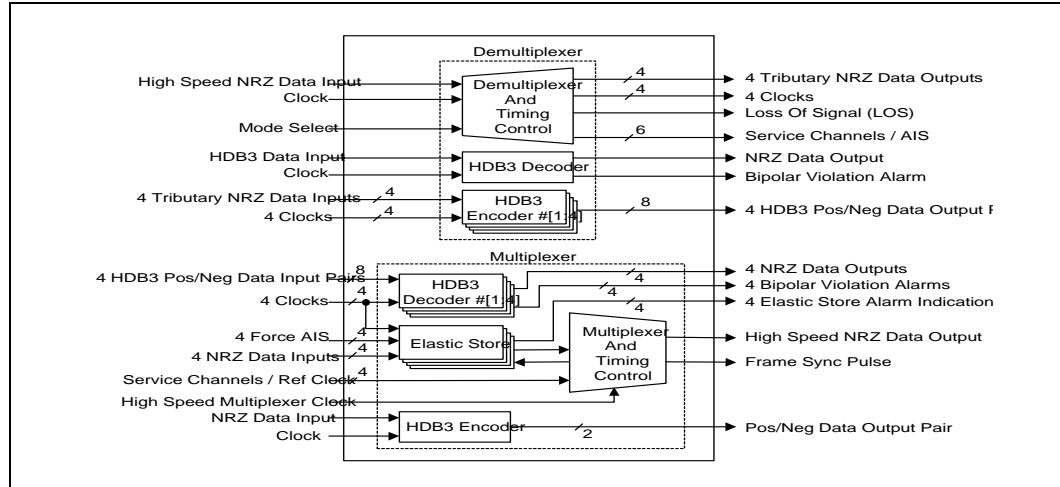 Demultiplexer
High Speed NRZ Data Input
Clock
Mode Select
Demultiplexer
And
Timing
Control
4
4
6
4 Tributary NRZ Data Outputs
4 Clocks
Loss Of Signal (LOS)
Service Channels / AIS
HDB3 Data Input
Clock
HDB3 Decoder
NRZ Data Output
Bipolar Violation Alarm
4 Tributary NRZ Data Inputs
4
4 Clocks
4
HDB3
Encoder #[1:4]
8
4 HDB3 Pos/Neg Data Output
Multiplexer
4 HDB3 Pos/Neg Data Input Pairs
8
4 Clocks
4
HDB3
Decoder #[1:4]
4
4
4
4 NRZ Data Outputs
4 Bipolar Violation Alarms
4 Elastic Store Alarm Indication
4 Force AIS
4
4 NRZ Data Inputs
4
Elastic Store
Service Channels / Ref Clock
4
High Speed Multiplexer Clock
Multiplexer
And
Timing
Control
High Speed NRZ Data Output
Frame Sync Pulse
NRZ Data Input
Clock
HDB3 Encoder
2
Pos/Neg Data Output Pair